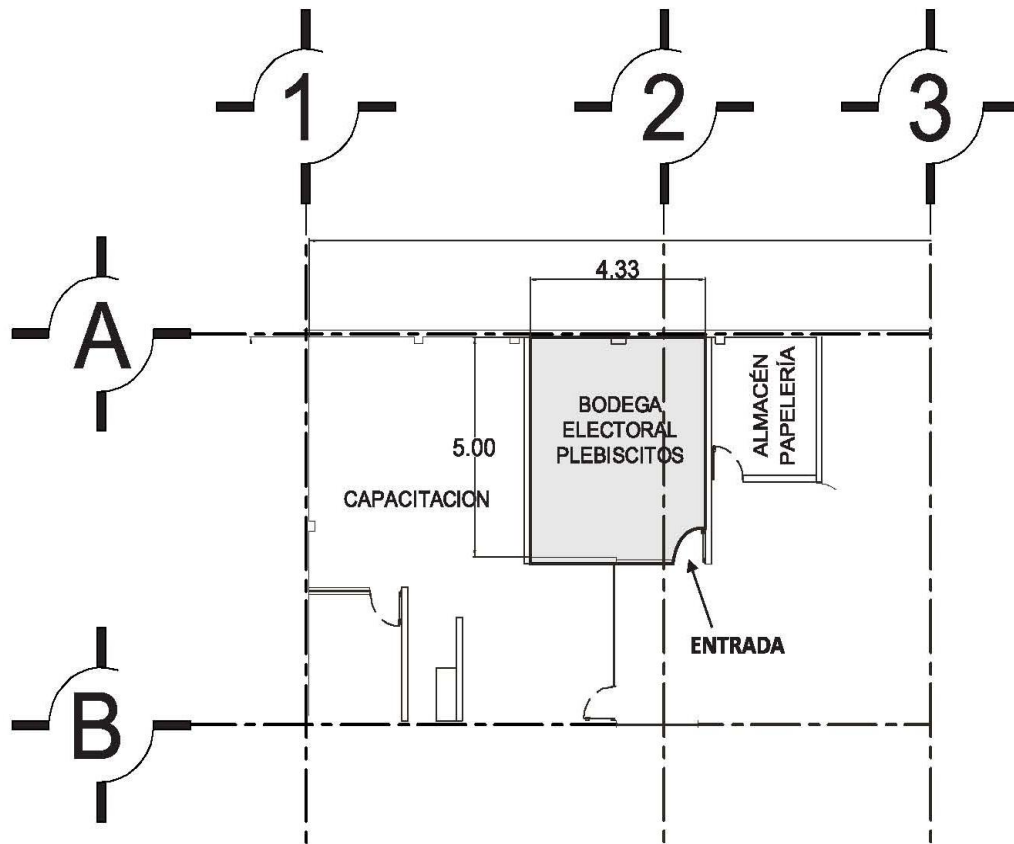 1 2 3
A
4.33
BODEGA
ELECTORAL
PLEBISCITOS
ALMACÉN
PAPELERÍA
5.00
CAPACITACION
ENTRADA
B